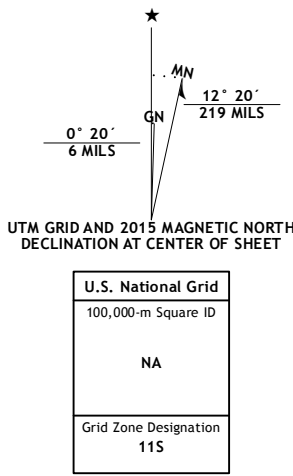 MN
GN
12° 20´
219 MILS
0° 20´
6 MILS
UTM GRID AND 2015 MAGNETIC NORTH
DECLINATION AT CENTER OF SHEET
U.S. National Grid
100,000-m Square ID
NA
Grid Zone Designation
11S